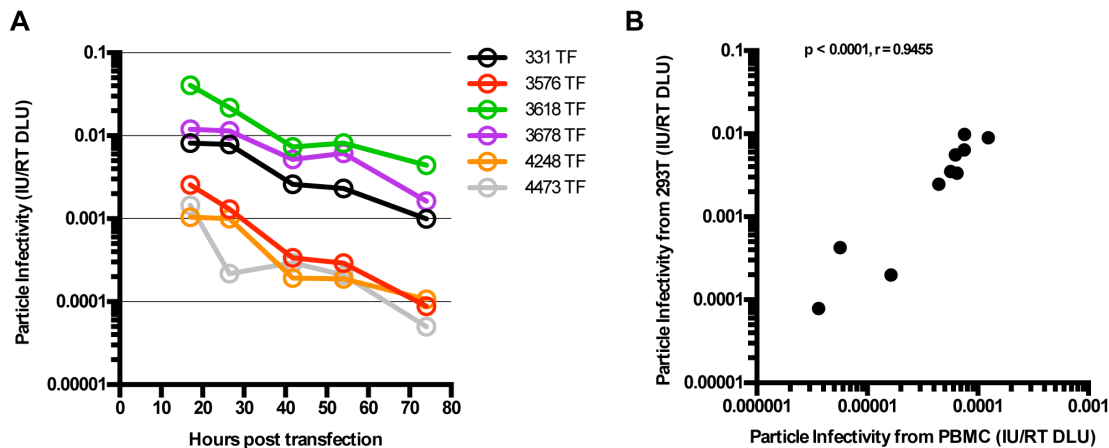 A
Particle Infectivity (IU/RT DLU)
0.1
0.01
0.001
0.0001
0.00001
0 10 20 30 40 50 60 70 80
Hours post transfection
331 TF
3576 TF
3618 TF
3678 TF
4248 TF
4473 TF
B
p < 0.0001, r = 0.9455
Particle Infectivity from 293T (IU/RT DLU)
0.1
0.01
0.001
0.0001
0.00001
0.000001 0.00001 0.0001 0.001
Particle Infectivity from PBMC (IU/RT DLU)